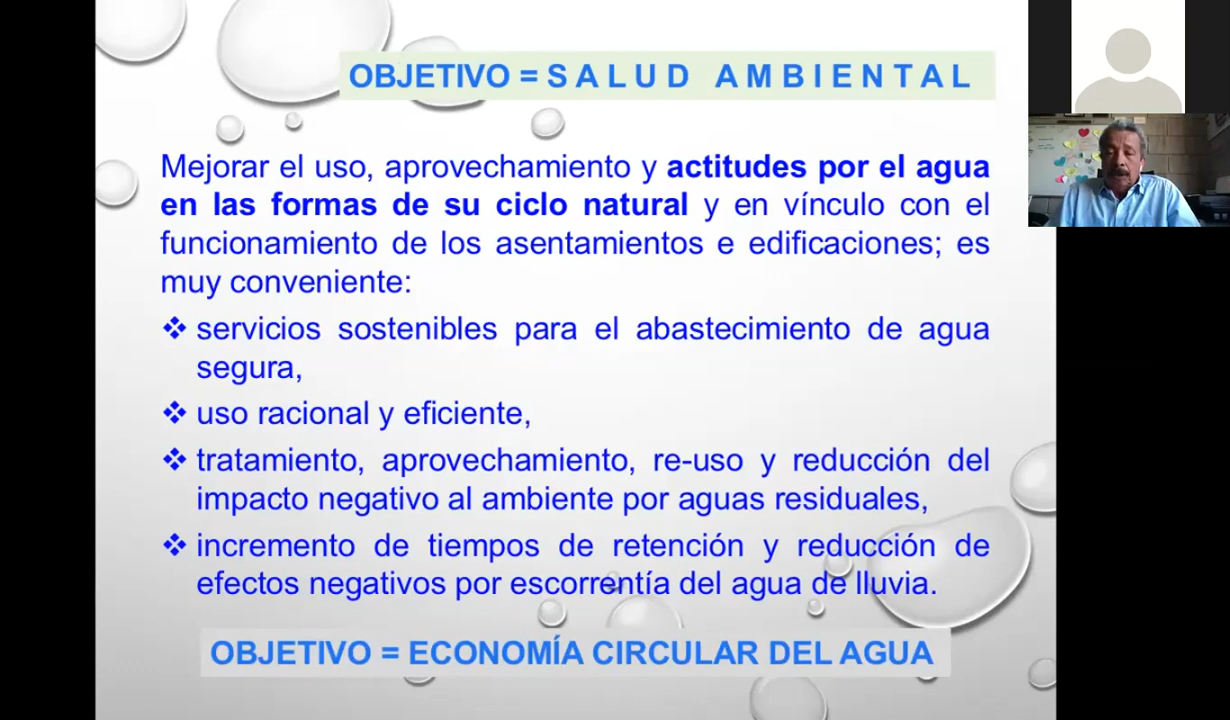 OBJETIVO = S A L U D A M B I E N T A L
Mejorar el uso, aprovechamiento y actitudes por el agua
en las formas de su ciclo natural y en vínculo con el
funcionamiento de los asentamientos e edificaciones; es
muy conveniente:
❖ servicios sostenibles para el abastecimiento de agua
segura,
❖ uso racional y eficiente,
❖ tratamiento, aprovechamiento, re-uso y reducción del
impacto negativo al ambiente por aguas residuales,
❖ incremento de tiempos de retención y reducción de
efectos negativos por escorrentía del agua de lluvia.
OBJETIVO = ECONOMÍA CIRCULAR DEL AGUA